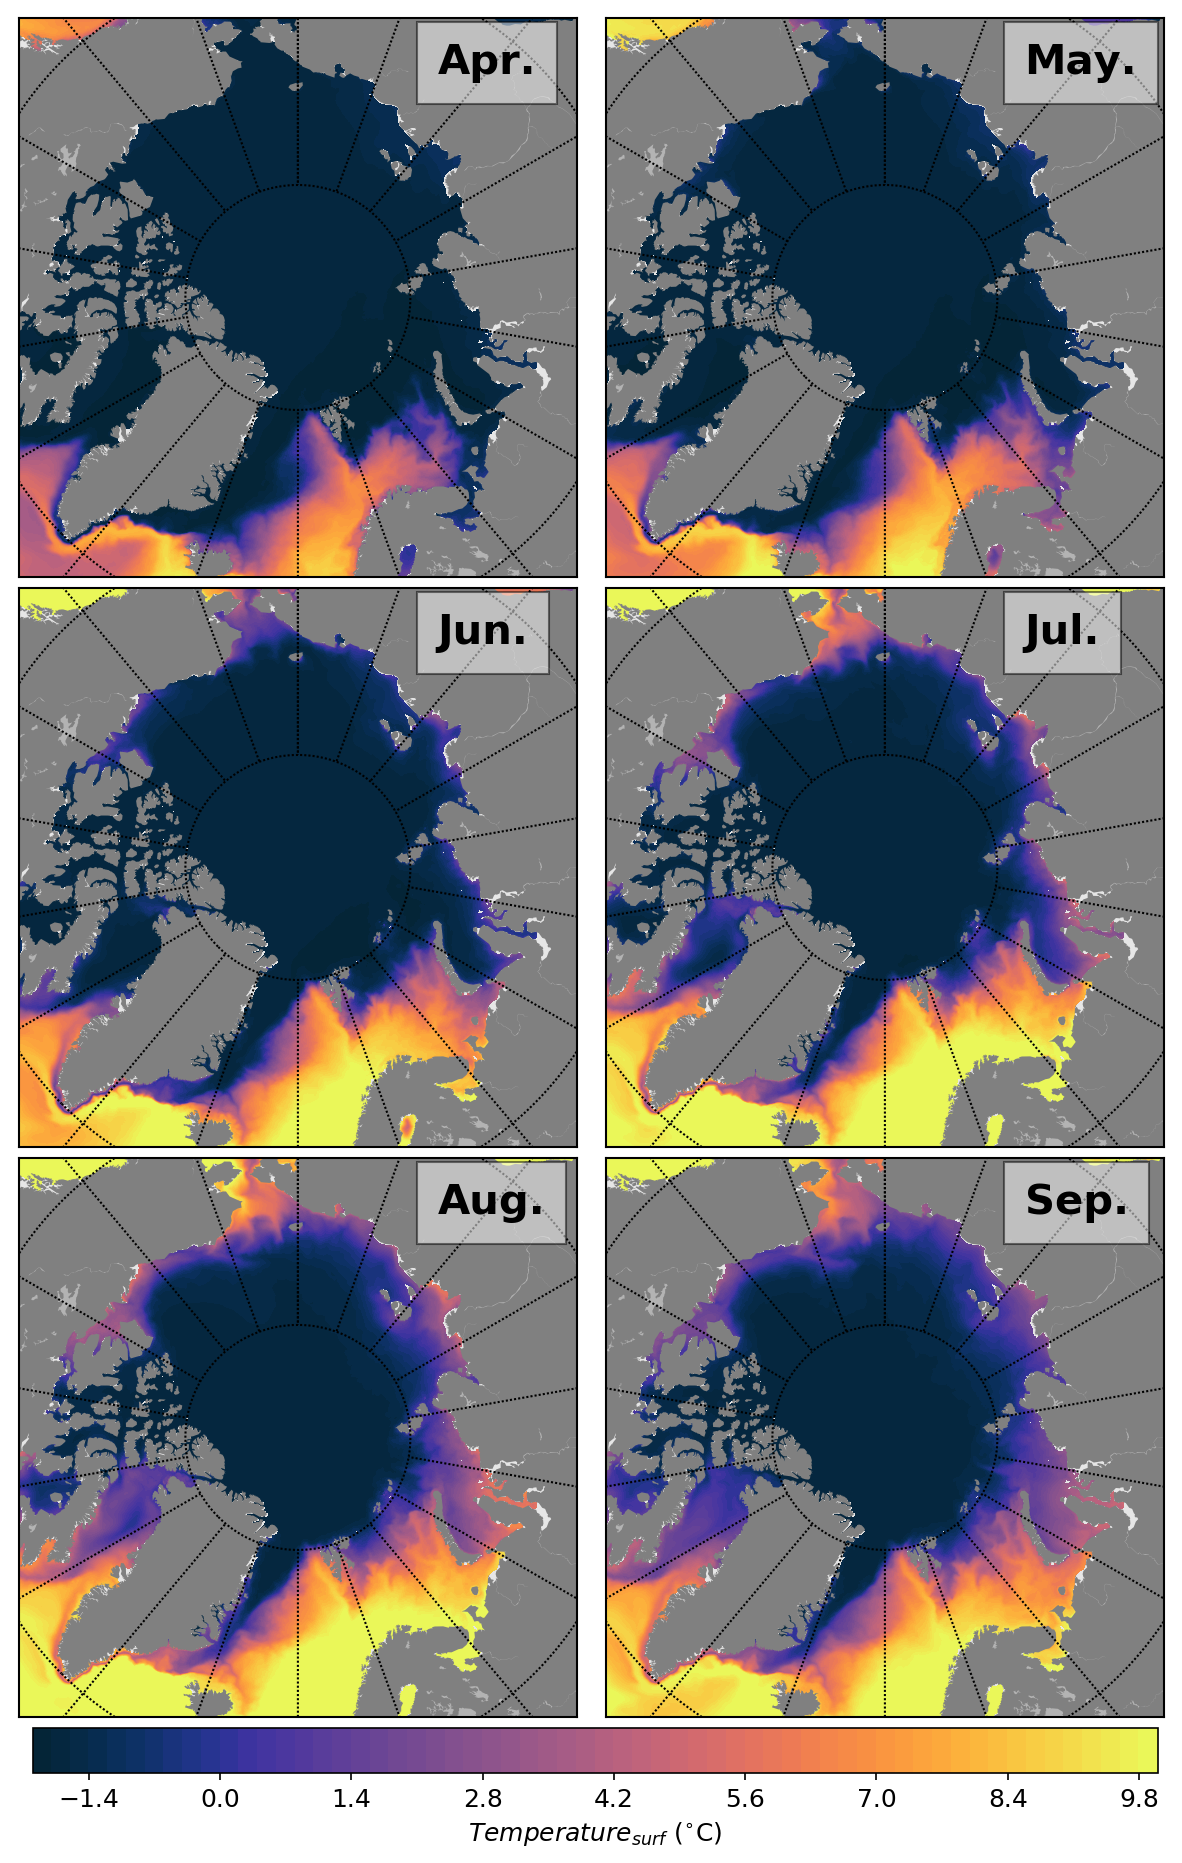 Apr.
May.
Jun.
Jul.
Aug.
Sep.
−1.4 0.0 1.4 2.8 4.2 5.6 7.0 8.4 9.8
Temperature_surf (°C)